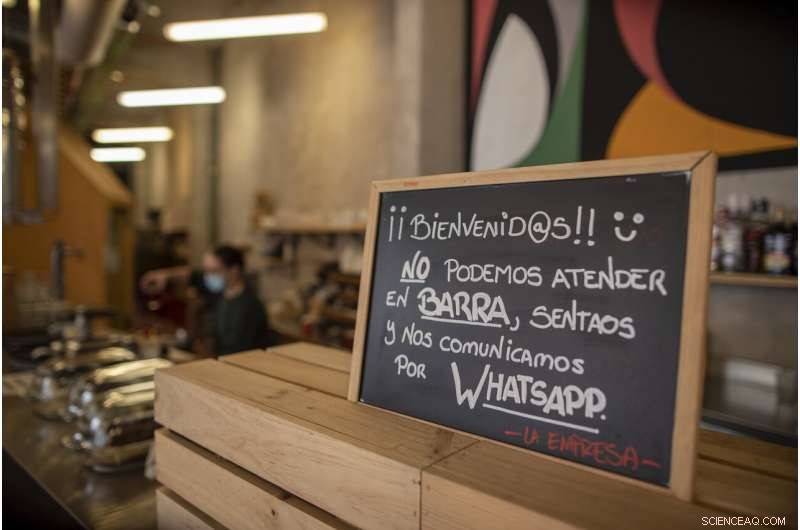 ¡¡BIENVENID@S!! :)
NO PODEMOS ATENDER
EN BARRA, SENTAOS
Y NOS COMUNICAMOS
POR WHATSAPP.
-LA EMPRESA-
SCIENCEAQ.COM